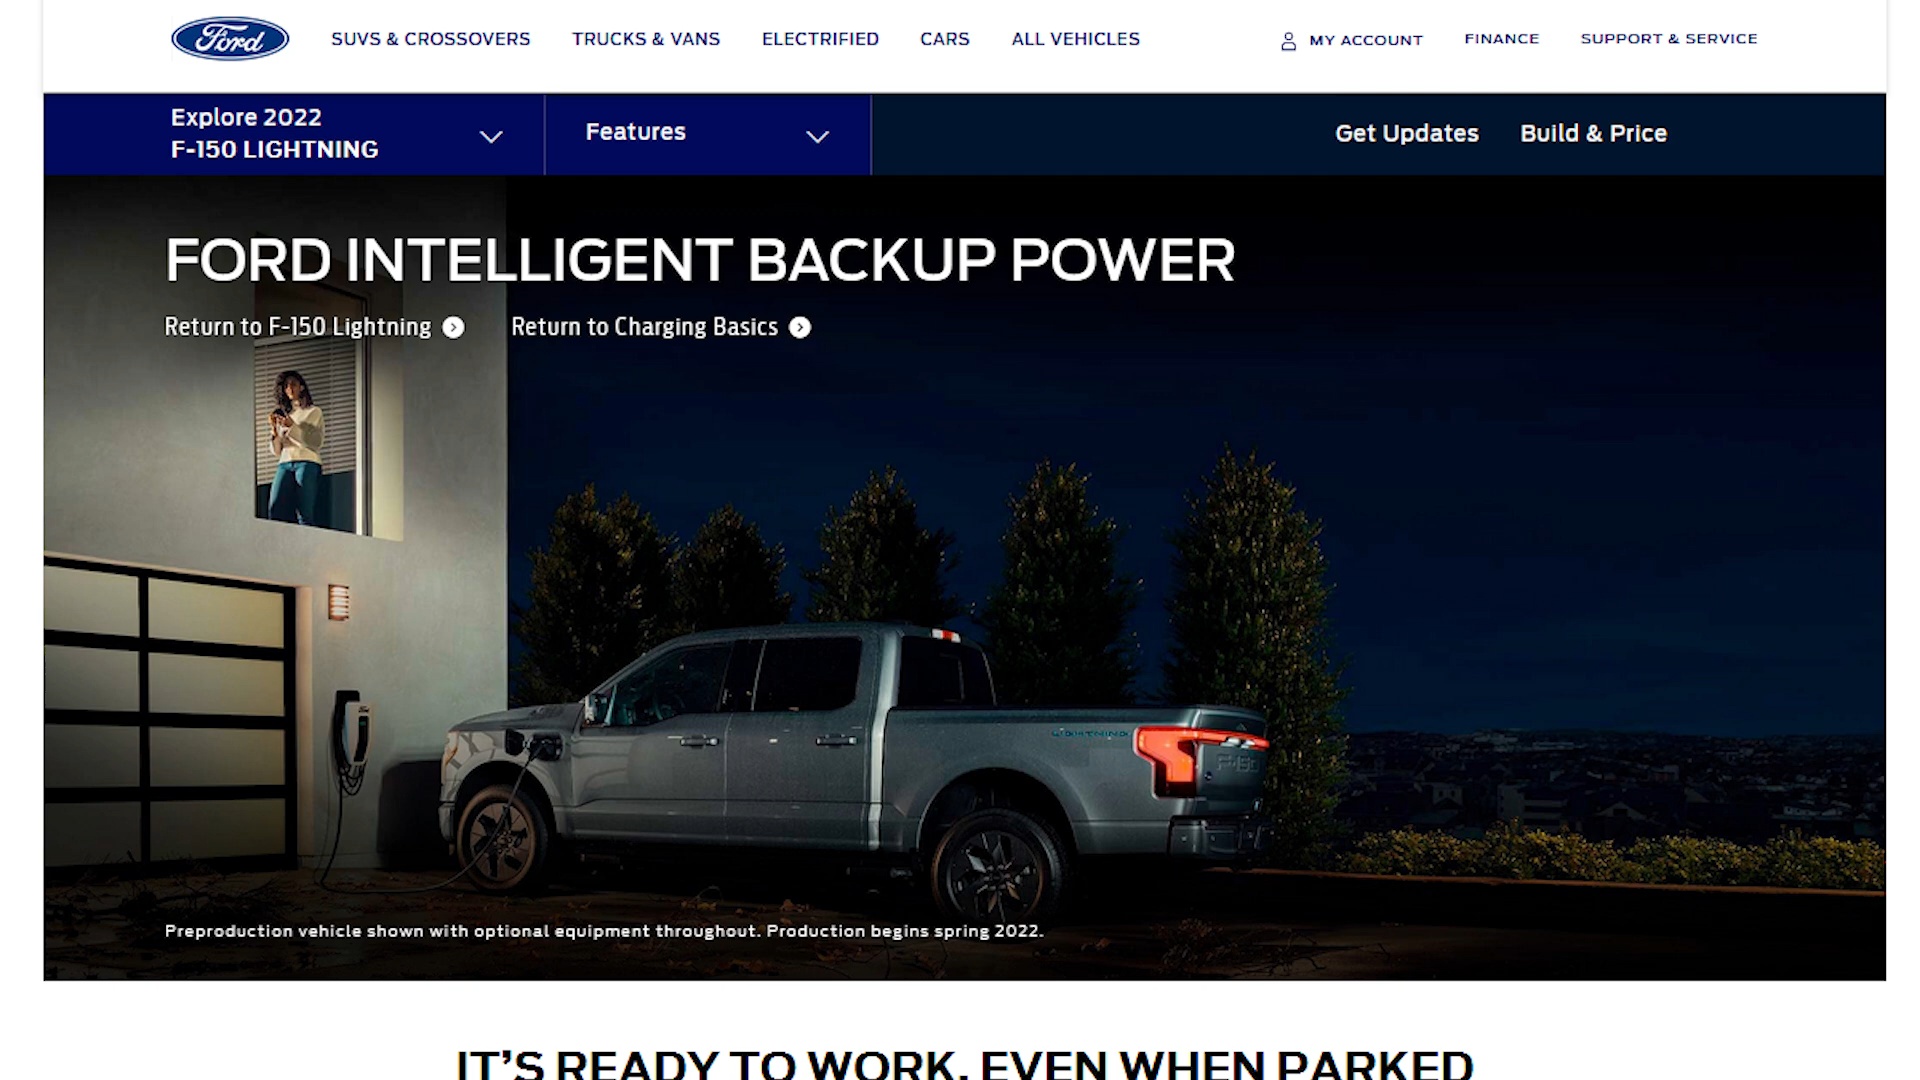 Ford
SUVS & CROSSOVERS
TRUCKS & VANS
ELECTRIFIED
CARS
ALL VEHICLES
MY ACCOUNT
FINANCE
SUPPORT & SERVICE
Explore 2022
F-150 LIGHTNING
Features
Get Updates
Build & Price
FORD INTELLIGENT BACKUP POWER
Return to F-150 Lightning
Return to Charging Basics
LIGHTNING
F-150
Preproduction vehicle shown with optional equipment throughout. Production begins spring 2022.
IT’S READY TO WORK, EVEN WHEN PARKED